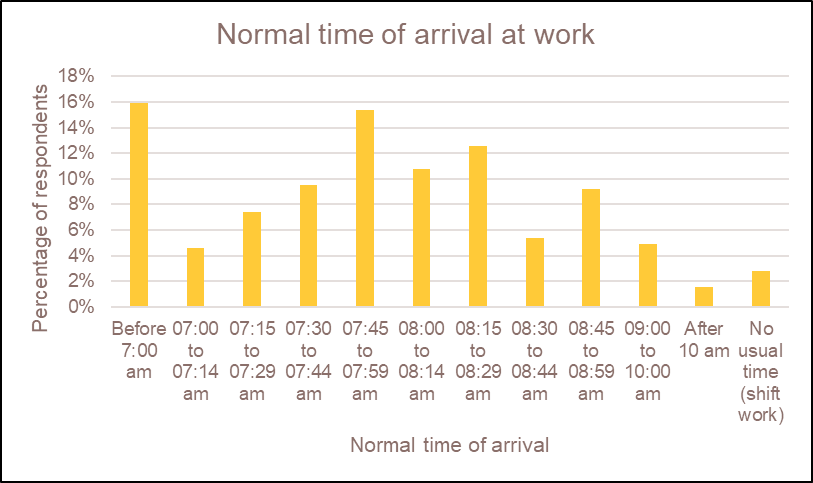 Normal time of arrival at work
Percentage of respondents
18%
16%
14%
12%
10%
8%
6%
4%
2%
0%
Before 7:00 am
07:00 to 07:14 am
07:15 to 07:29 am
07:30 to 07:44 am
07:45 to 07:59 am
08:00 to 08:14 am
08:15 to 08:29 am
08:30 to 08:44 am
08:45 to 08:59 am
09:00 to 10:00 am
After 10 am
No usual time (shift work)
Normal time of arrival